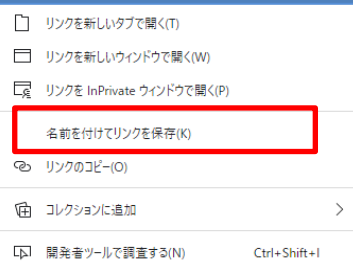 リンクを新しいタブで開く(T)
リンクを新しいウィンドウで開く(W)
リンクを InPrivate ウィンドウで開く(P)
名前を付けてリンクを保存(K)
リンクのコピー(O)
コレクションに追加
開発者ツールで調査する(N) Ctrl+Shift+I